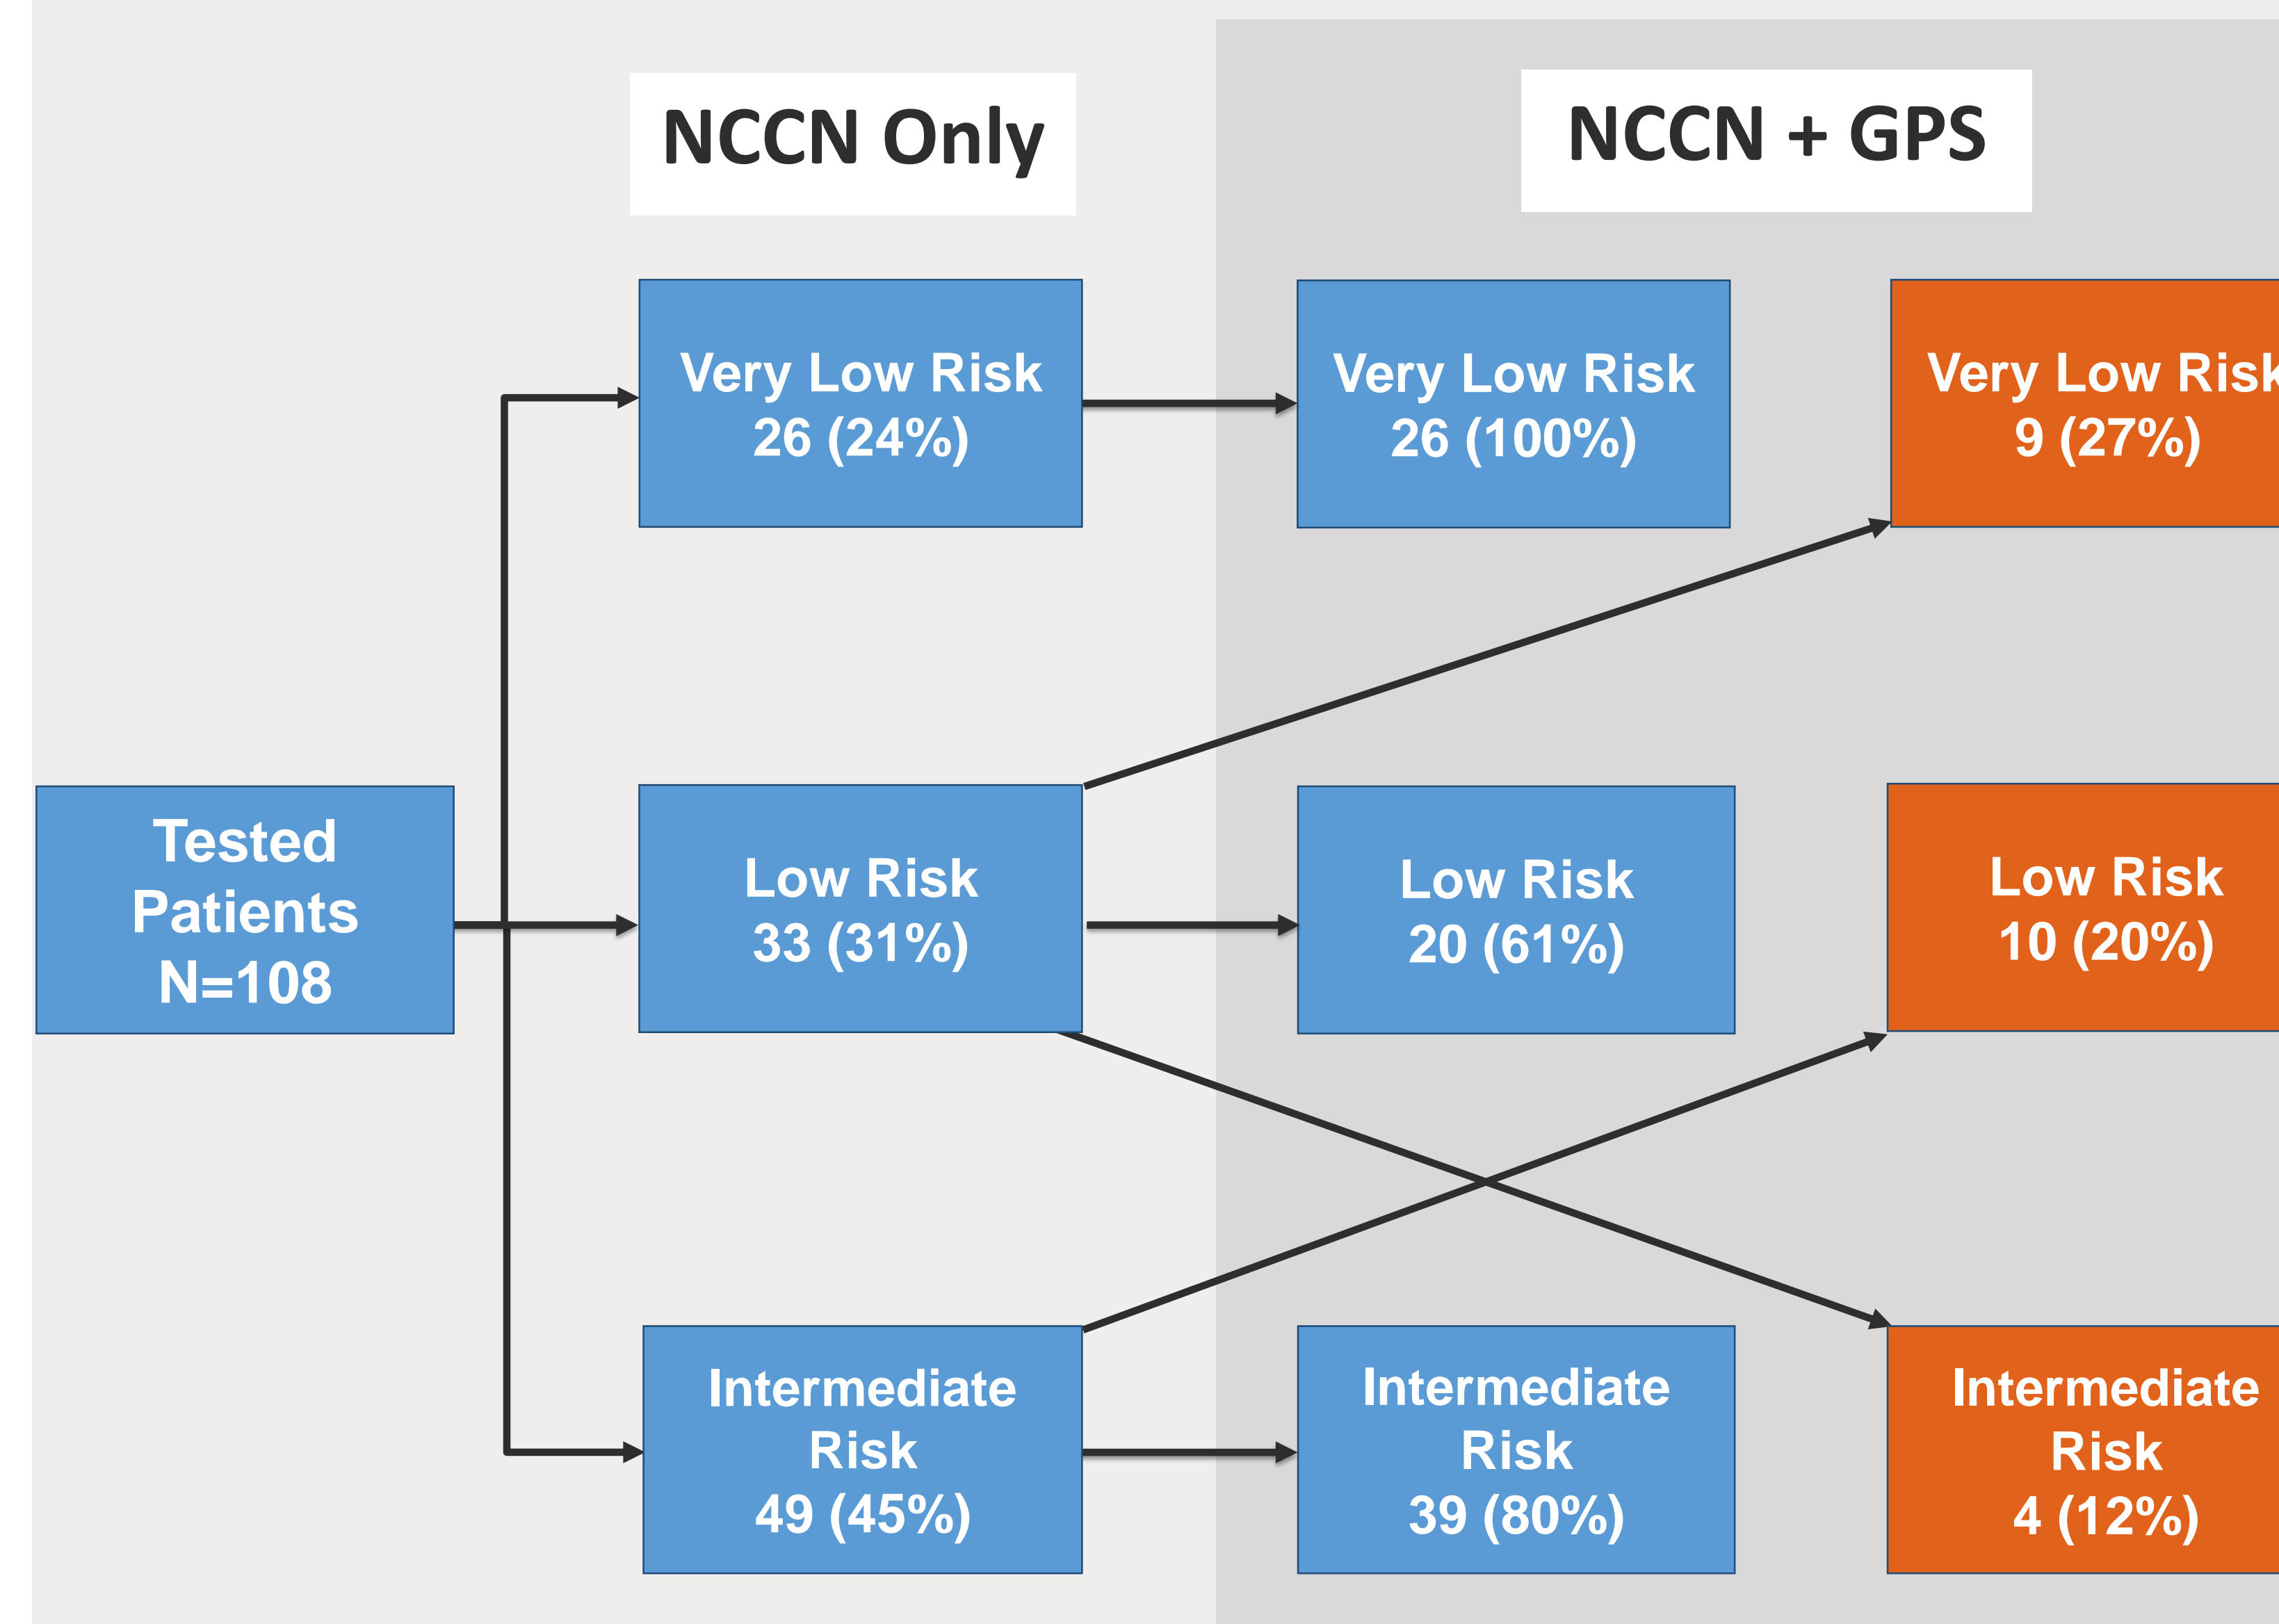 NCCN Only
NCCN + GPS
Very Low Risk
26 (24%)
Very Low Risk
26 (100%)
Very Low Risk
9 (27%)
Tested
Patients
N=108
Low Risk
33 (31%)
Low Risk
20 (61%)
Low Risk
10 (20%)
Intermediate
Risk
49 (45%)
Intermediate
Risk
39 (80%)
Intermediate
Risk
4 (12%)